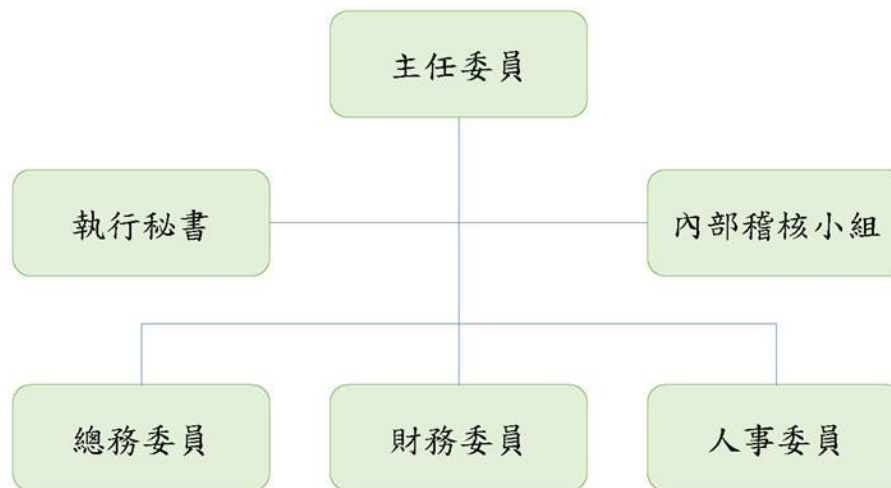 主任委員
執行秘書
內部稽核小組
總務委員
財務委員
人事委員